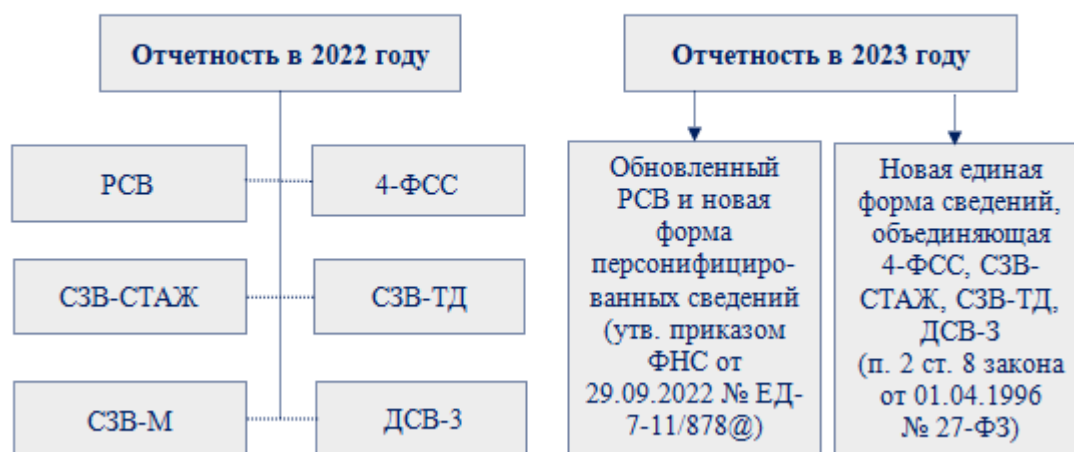 Отчетность в 2022 году
РСВ
4-ФСС
СЗВ-СТАЖ
СЗВ-ТД
СЗВ-М
ДСВ-3
Отчетность в 2023 году
Обновленный
РСВ и новая
форма
персонифициро-
ванных сведений
(утв. приказом
ФНС от
29.09.2022 № ЕД-
7-11/878@)
Новая единая
форма сведений,
объединяющая
4-ФСС, СЗВ-
СТАЖ, СЗВ-ТД,
ДСВ-3
(п. 2 ст. 8 закона
от 01.04.1996
№ 27-ФЗ)